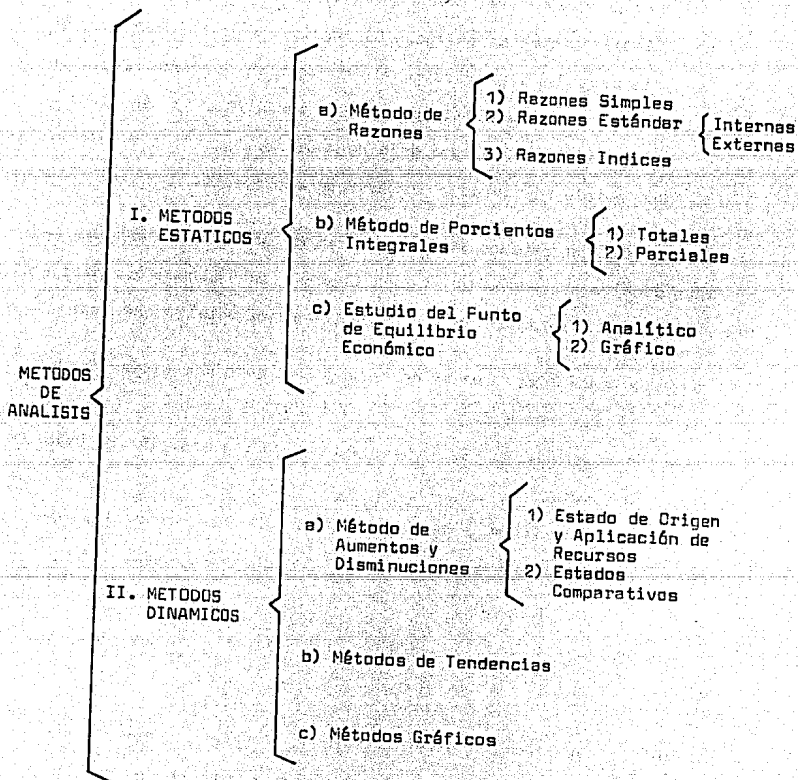 METODOS
DE
ANALISIS
I. METODOS
ESTATICOS
a) Método de
Razones
1) Razones Simples
2) Razones Estándar
Internas
Externas
3) Razones Indices
b) Método de Porcientos
Integrales
1) Totales
2) Parciales
c) Estudio del Punto
de Equilibrio
Económico
1) Analítico
2) Gráfico
II. METODOS
DINAMICOS
a) Método de
Aumentos y
Disminuciones
1) Estado de Origen
y Aplicación de
Recursos
2) Estados
Comparativos
b) Métodos de Tendencias
c) Métodos Gráficos